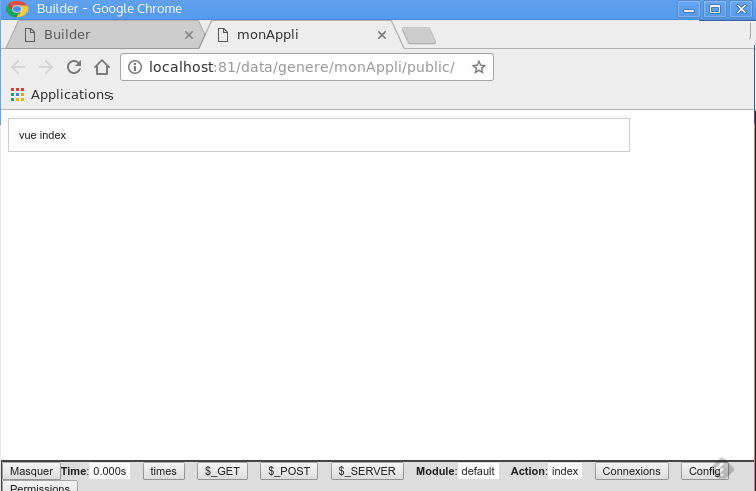 Builder - Google Chrome
Builder monAppli
localhost:81/data/genere/monAppli/public/
Applications
vue index
Masquer Time: 0.000s times $_GET $_POST $_SERVER Module: default Action: index Connexions Config
Permissions